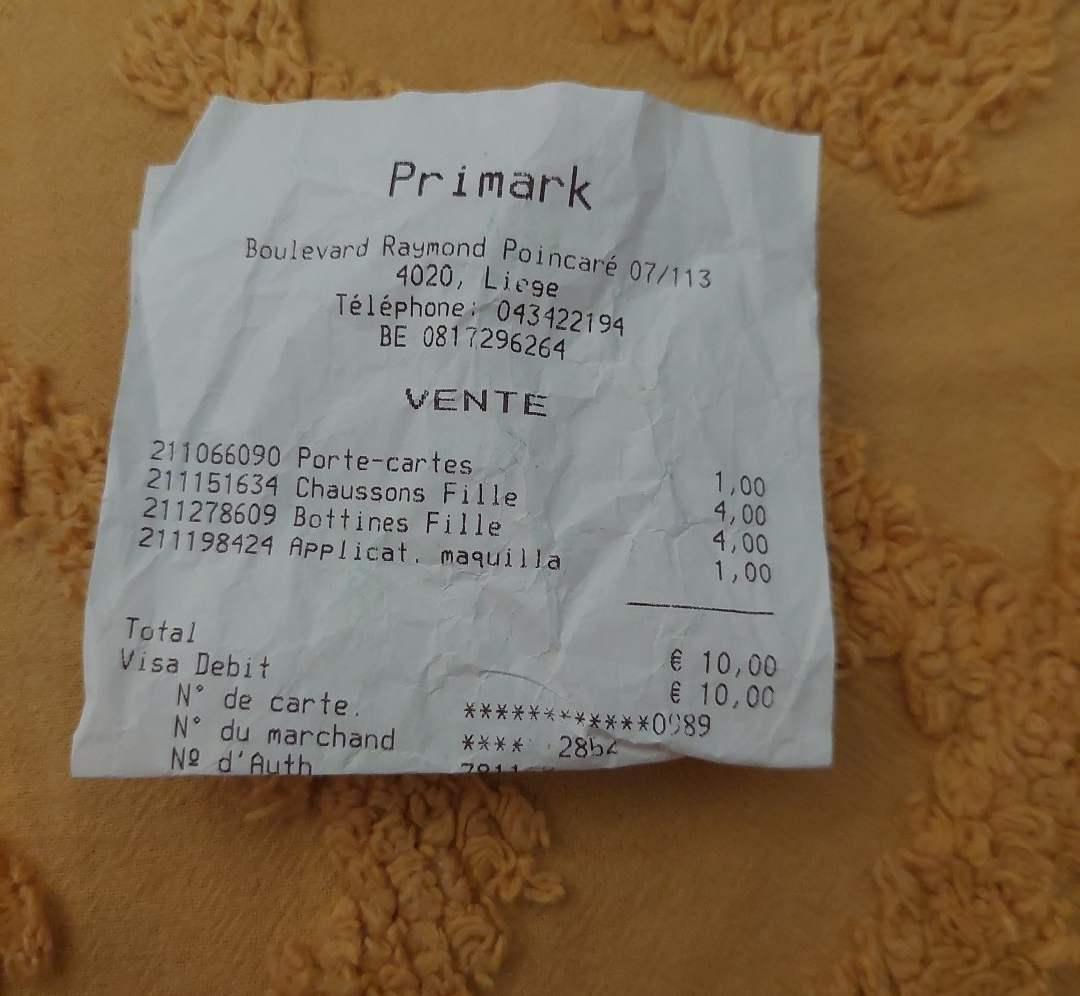 Primark
Boulevard Raymond Poincaré 07/113
4020, Liege
Téléphone: 043422194
BE 0817296264
VENTE
211066090 Porte-cartes 1,00
211151634 Chaussons Fille 4,00
211278609 Bottines Fille 4,00
211198424 Applicat. maquilla 1,00
Total € 10,00
Visa Debit € 10,00
N° de carte.
N° du marchand ****
Nº d'Auth